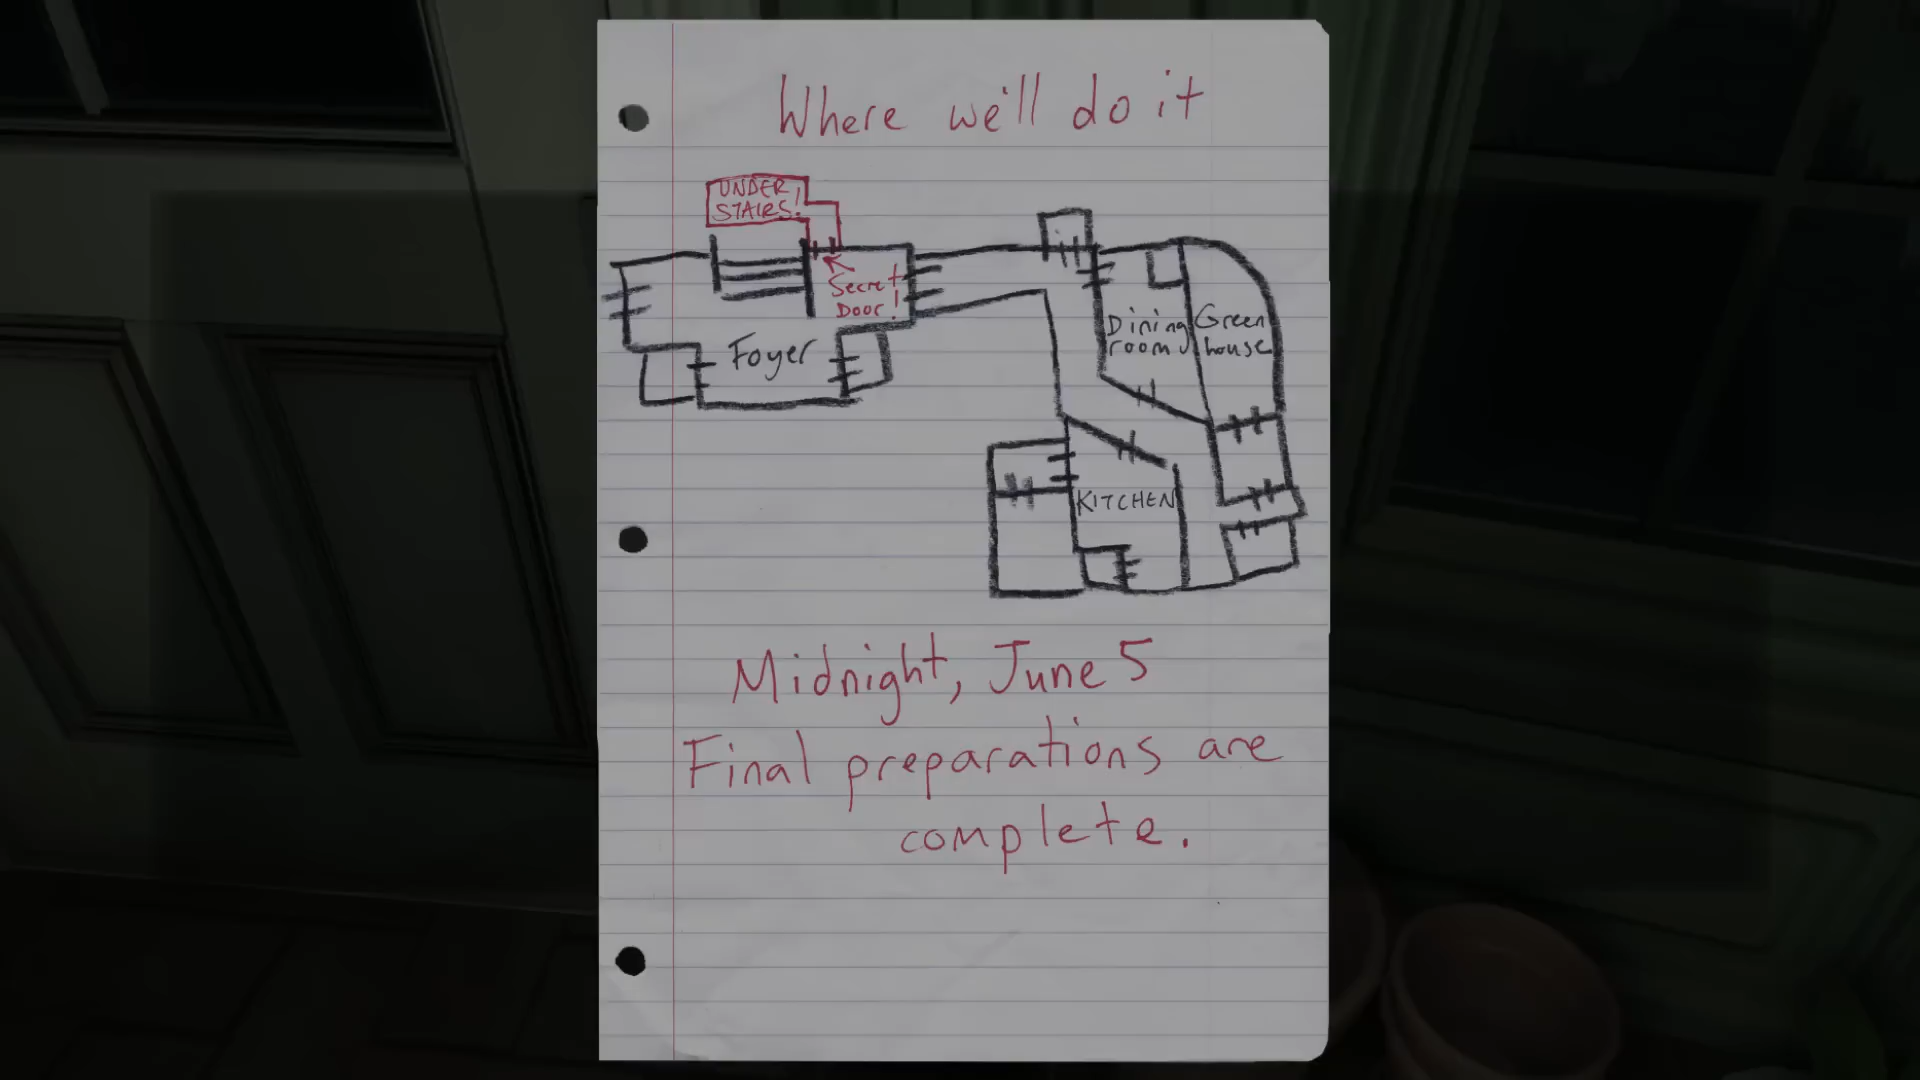 Where we'll do it
UNDER
STAIRS!
Secret
Door!
Foyer
Dining
room
Green
house
KITCHEN
Midnight, June 5
Final preparations are
complete.